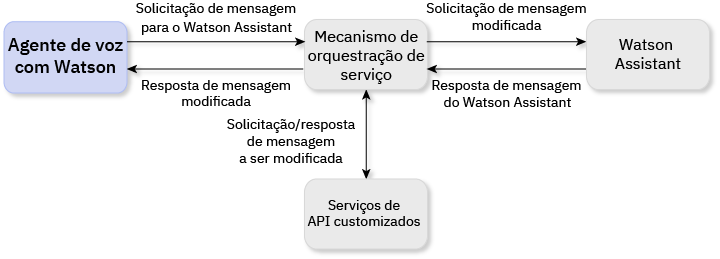 Solicitação de mensagem
para o Watson Assistant
Solicitação de mensagem
modificada
Agente de voz
com Watson
Mecanismo de
orquestração de
serviço
Watson
Assistant
Resposta de mensagem
modificada
Resposta de mensagem
do Watson Assistant
Solicitação/resposta
de mensagem
a ser modificada
Serviços de
API customizados